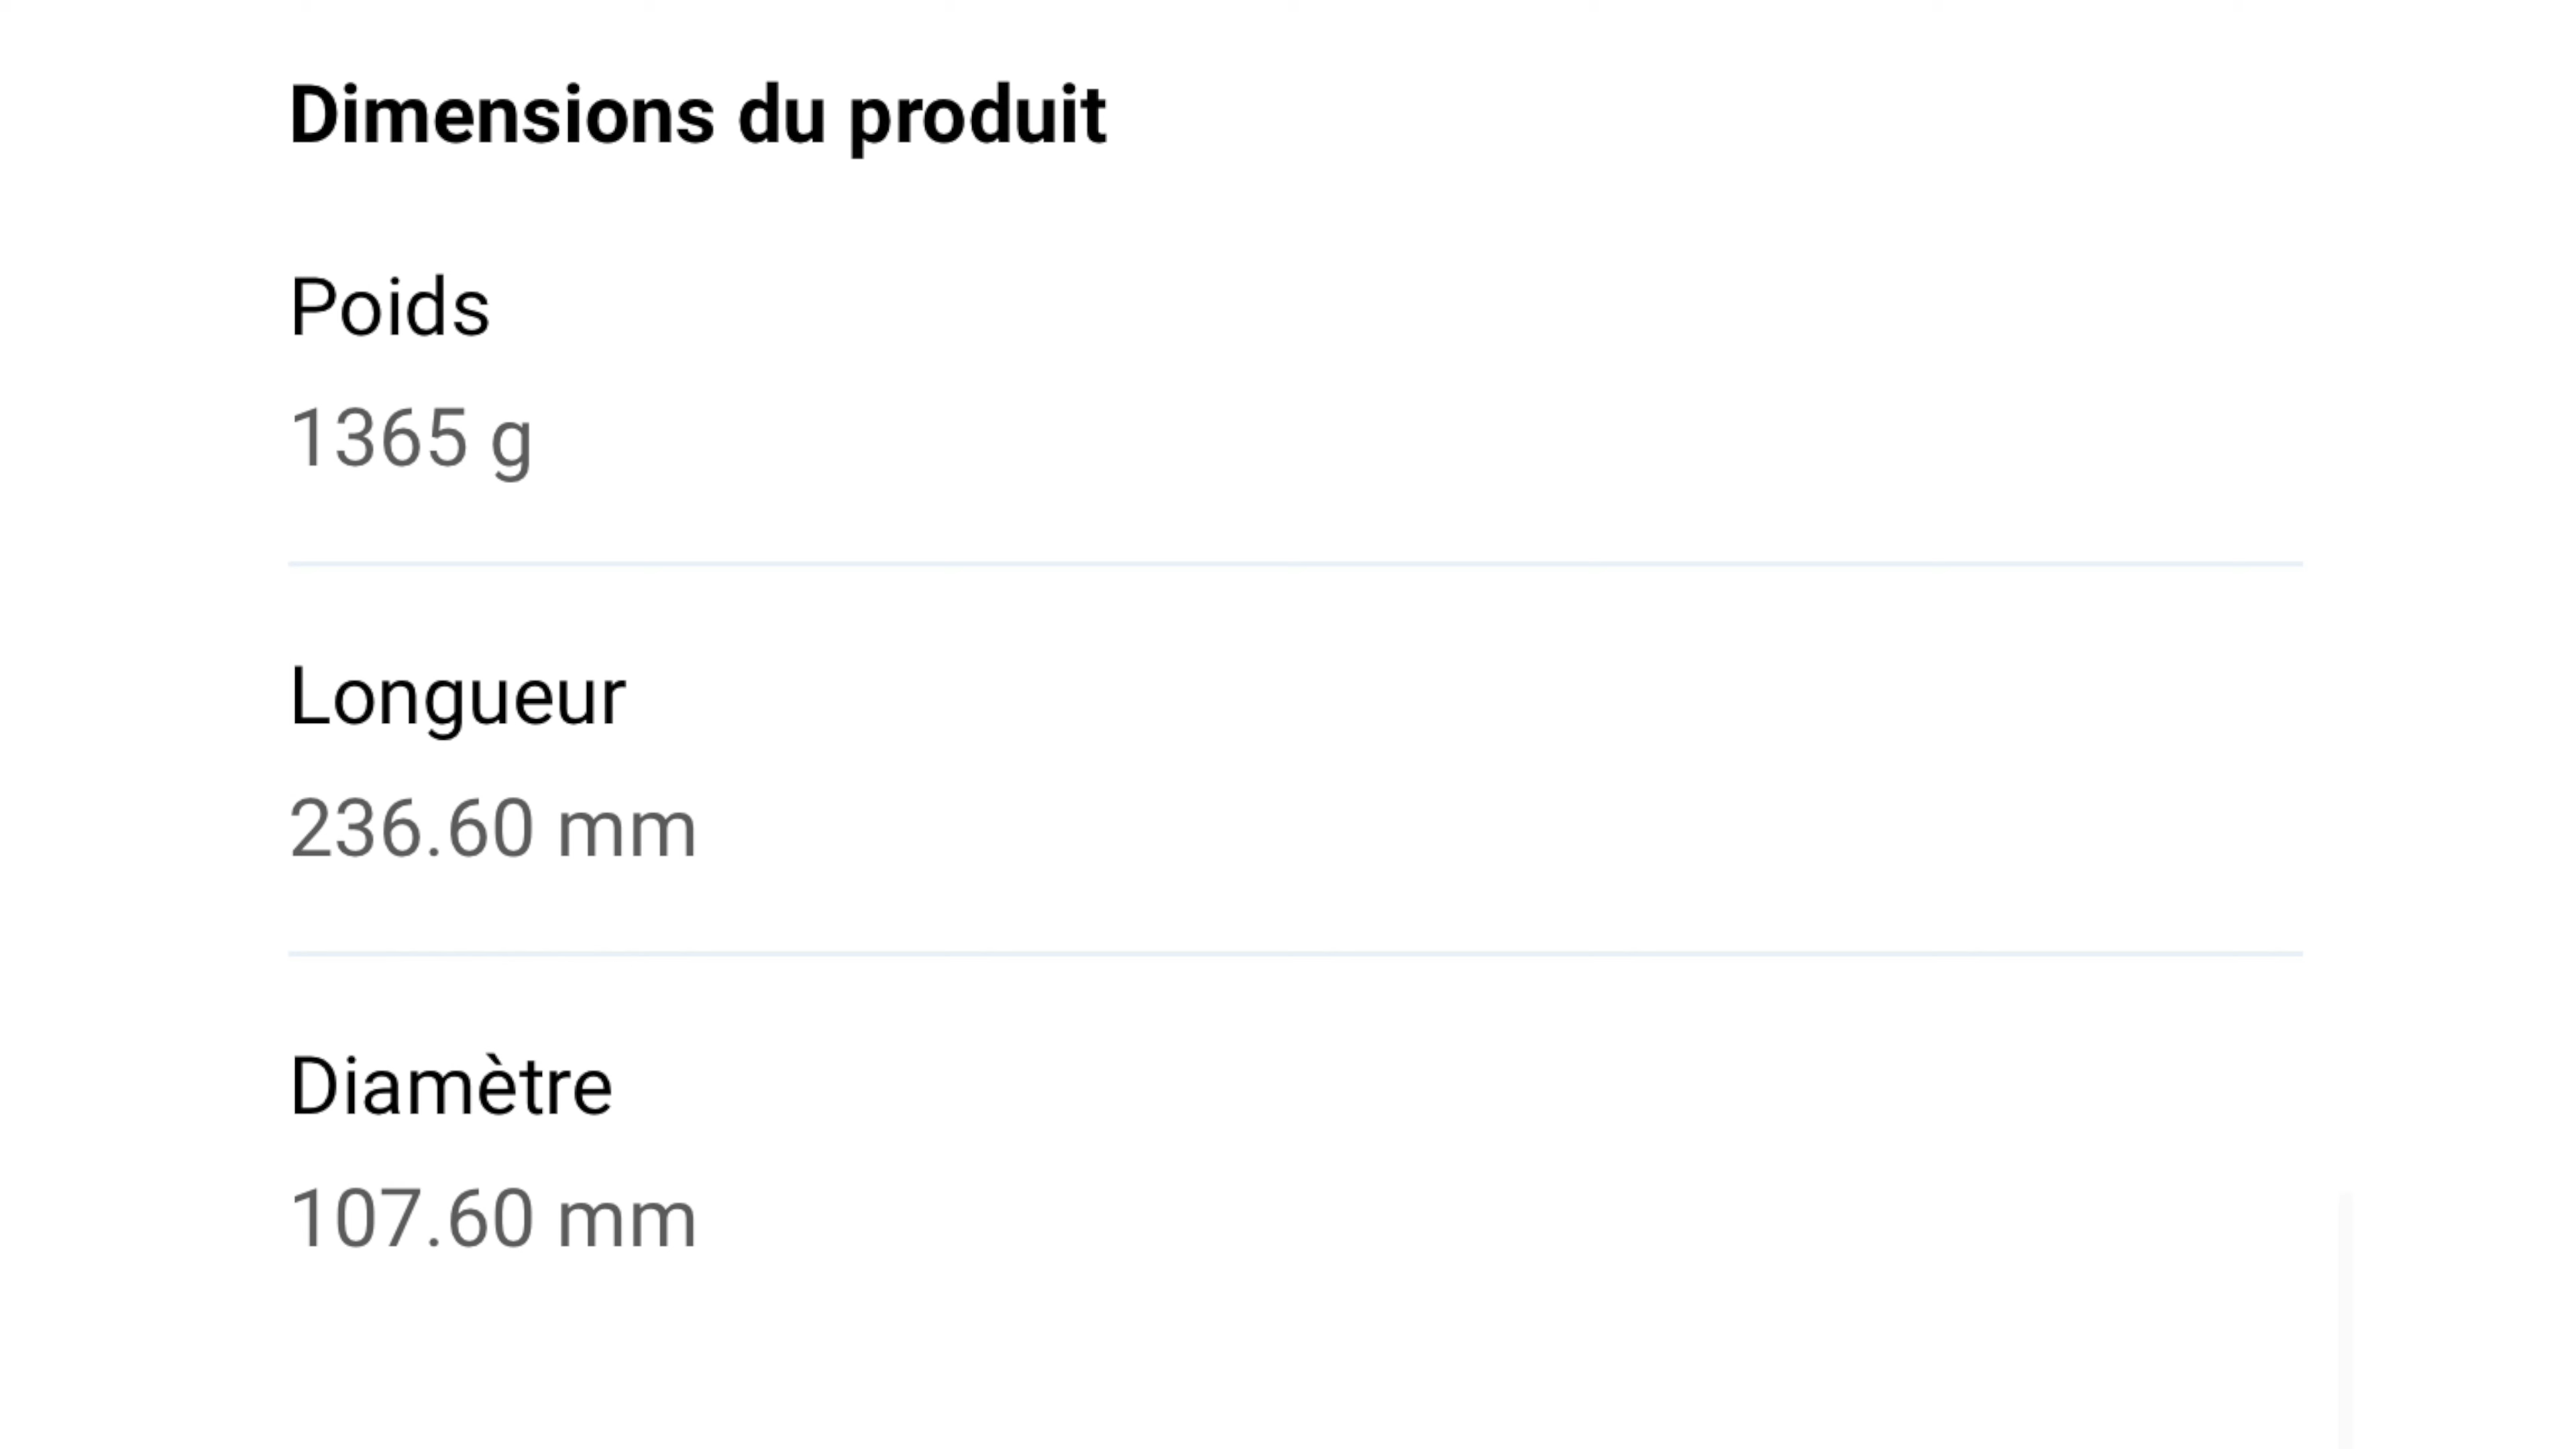 Dimensions du produit
Poids
1365 g
Longueur
236.60 mm
Diamètre
107.60 mm